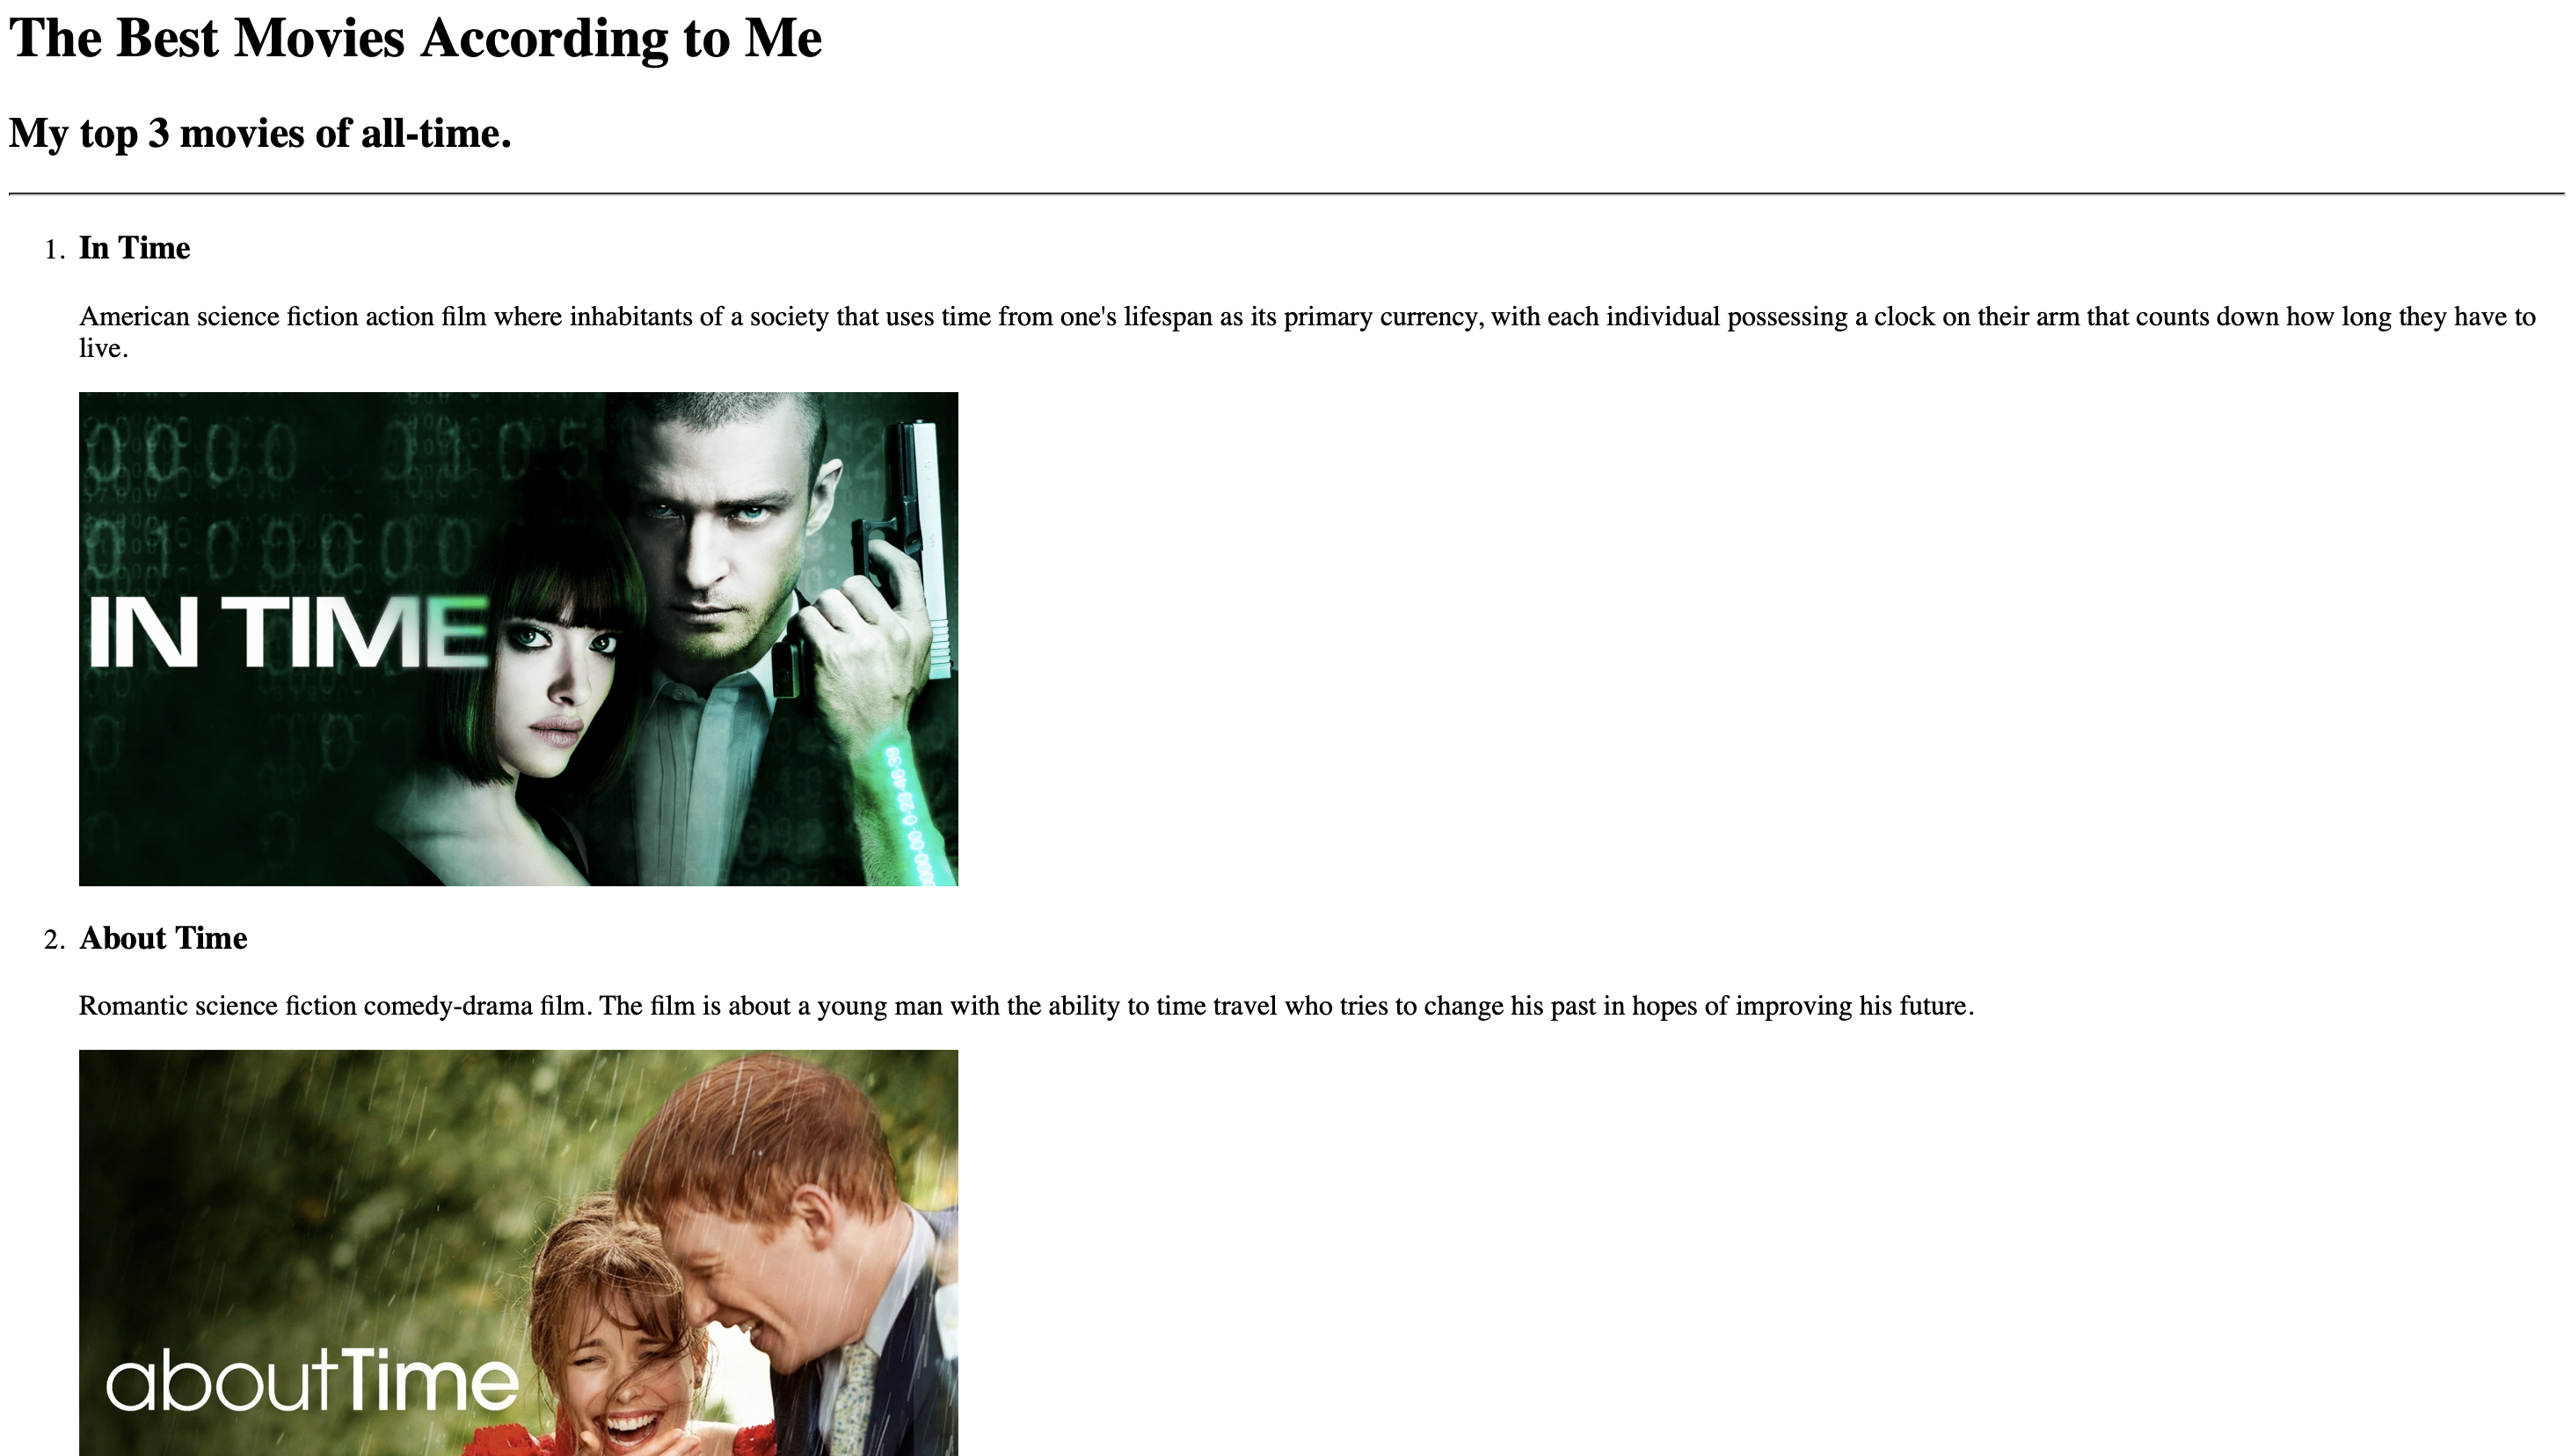 The Best Movies According to Me
My top 3 movies of all-time.
1. In Time
American science fiction action film where inhabitants of a society that uses time from one's lifespan as its primary currency, with each individual possessing a clock on their arm that counts down how long they have to
live.
IN TIME
2. About Time
Romantic science fiction comedy-drama film. The film is about a young man with the ability to time travel who tries to change his past in hopes of improving his future.
aboutTime